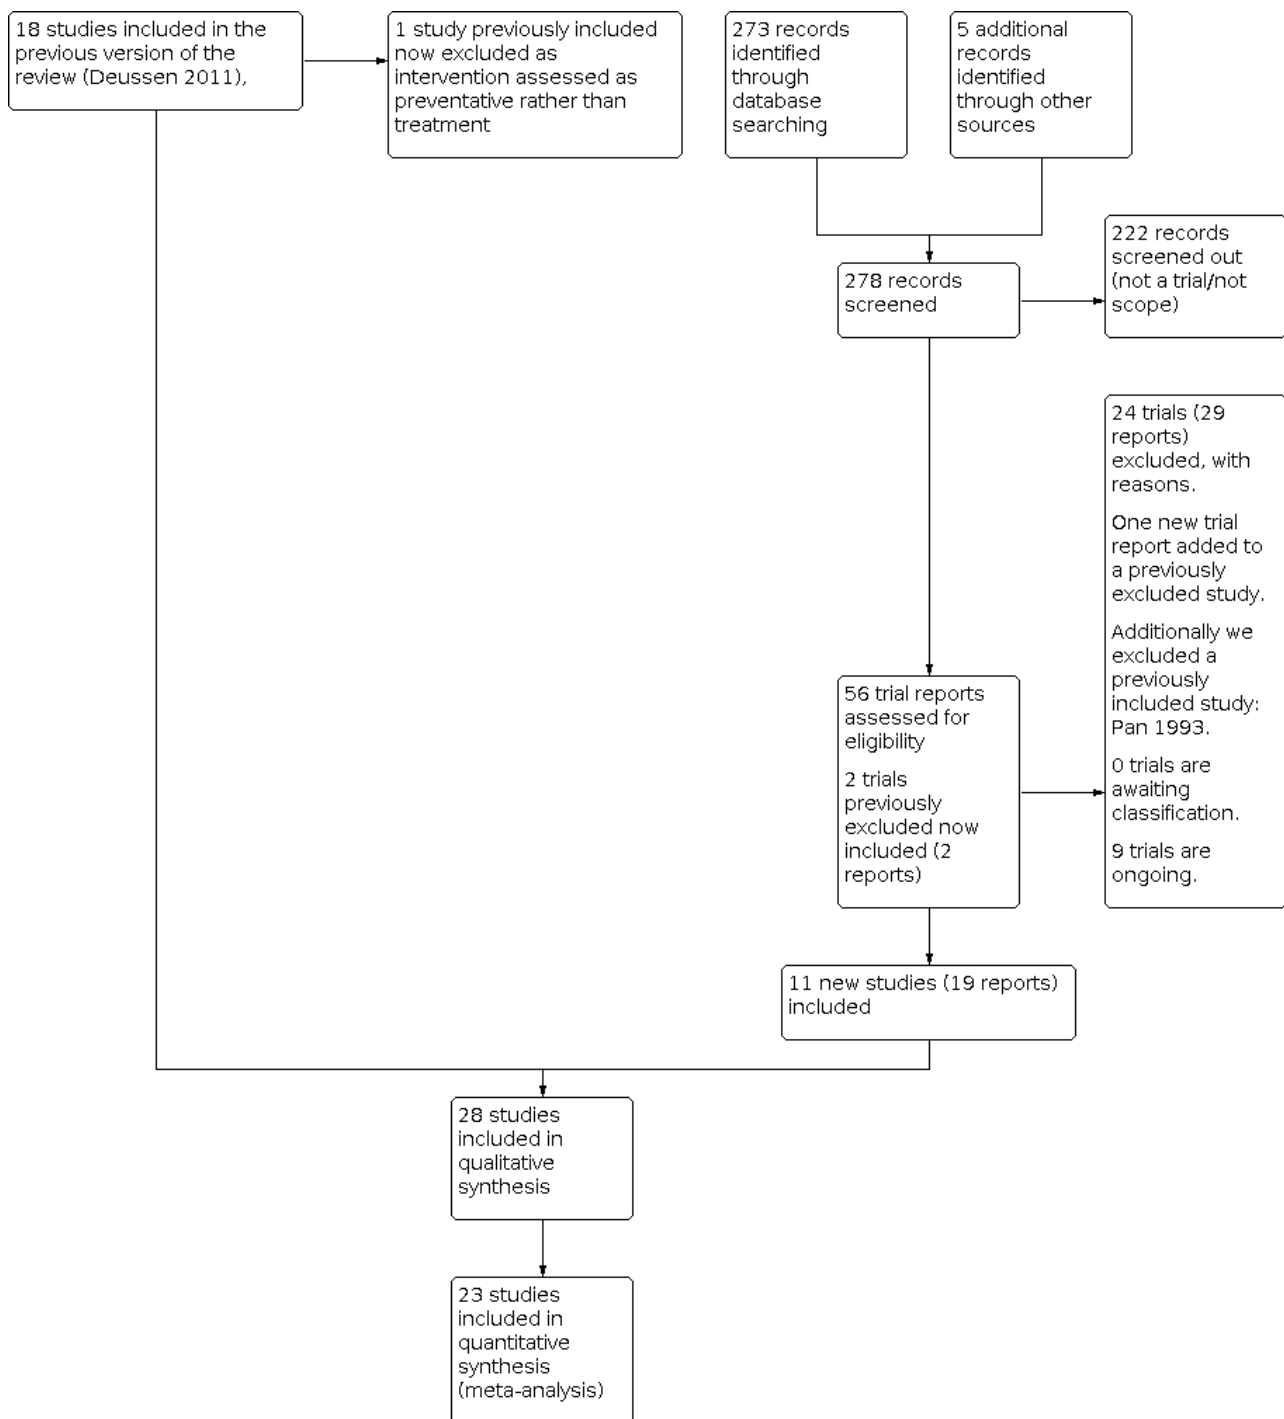 18 studies included in the
previous version of the
review (Deussen 2011),
1 study previously included
now excluded as
intervention assessed as
preventative rather than
treatment
273 records
identified
through
database
searching
5 additional
records
identified
through other
sources
278 records
screened
222 records
screened out
(not a trial/not
scope)
56 trial reports
assessed for
eligibility
2 trials
previously
excluded now
included (2
reports)
24 trials (29
reports)
excluded, with
reasons.
One new trial
report added to
a previously
excluded study.
Additionally we
excluded a
previously
included study:
Pan 1993.
0 trials are
awaiting
classification.
9 trials are
ongoing.
11 new studies (19 reports)
included
28 studies
included in
qualitative
synthesis
23 studies
included in
quantitative
synthesis
(meta-analysis)